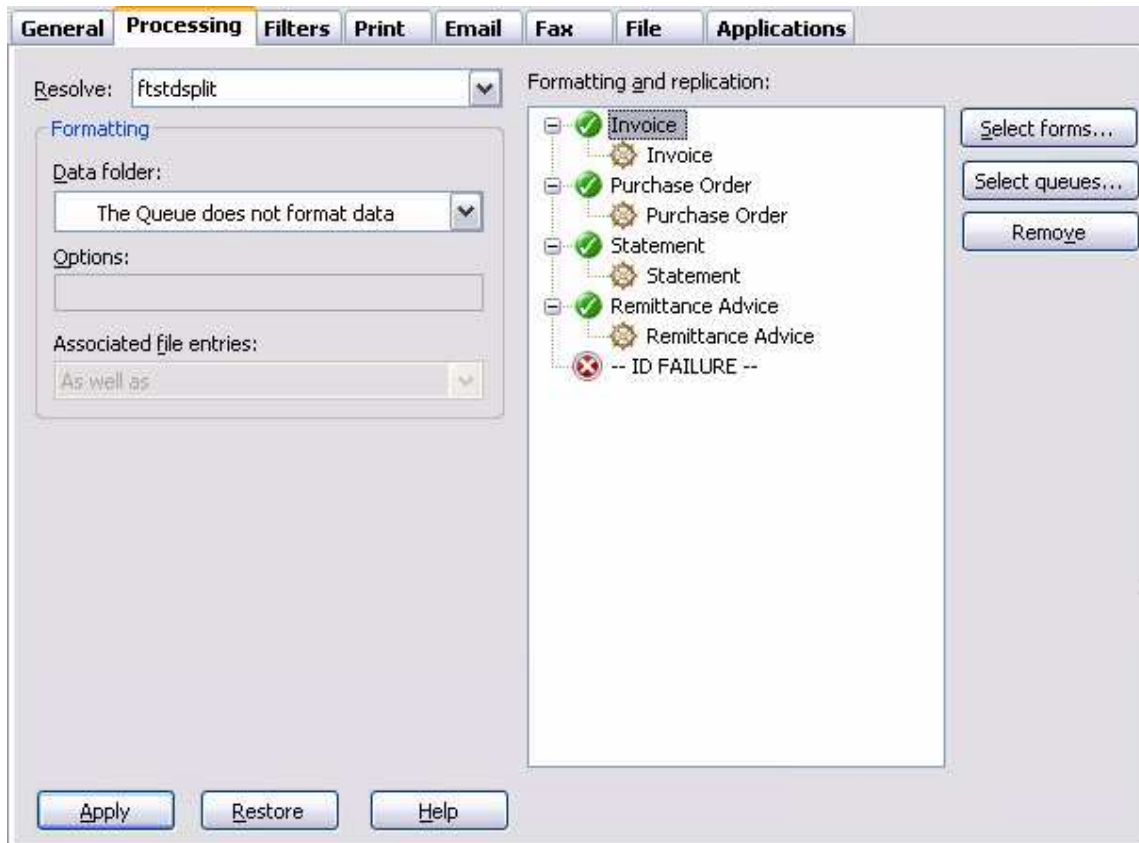 General Processing Filters Print Email Fax File Applications
Resolve: ftstdsplit
Formatting
Data folder:
The Queue does not format data
Options:
Associated file entries:
As well as
Formatting and replication:
Invoice
Invoice
Purchase Order
Purchase Order
Statement
Statement
Remittance Advice
Remittance Advice
-- ID FAILURE --
Select forms...
Select queues...
Remove
Apply Restore Help